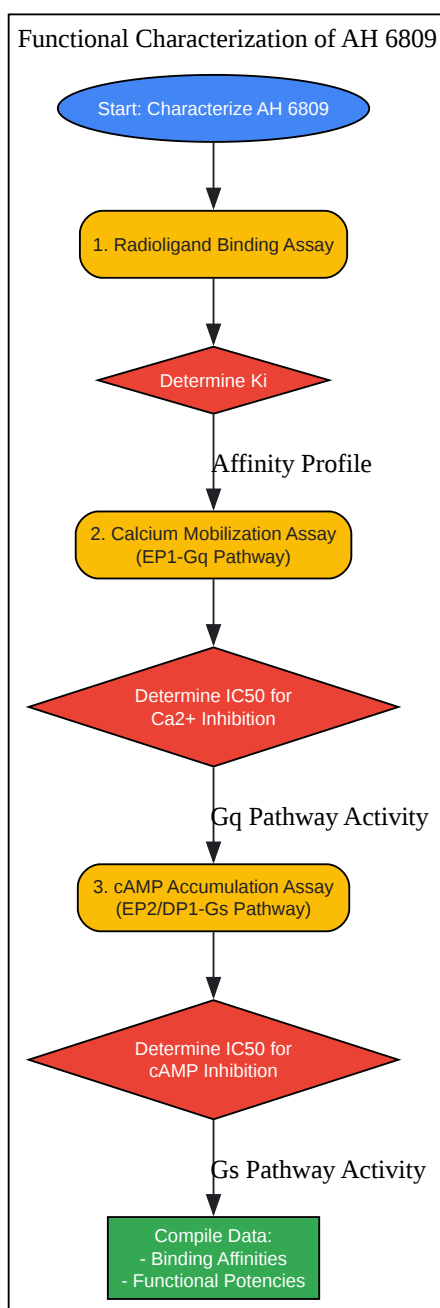 Functional Characterization of AH 6809
Start: Characterize AH 6809
1. Radioligand Binding Assay
Determine Ki
Affinity Profile
2. Calcium Mobilization Assay
(EP1-Gq Pathway)
Determine IC50 for
Ca2+ Inhibition
Gq Pathway Activity
3. cAMP Accumulation Assay
(EP2/DP1-Gs Pathway)
Determine IC50 for
cAMP Inhibition
Gs Pathway Activity
Compile Data:
- Binding Affinities
- Functional Potencies